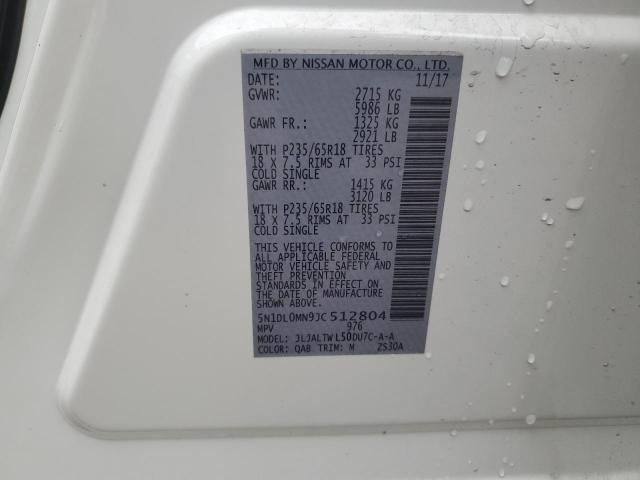 MFD BY NISSAN MOTOR CO., LTD.
DATE: 11/17
GVWR: 2715 KG
5986 LB
GAWR FR.: 1325 KG
2921 LB
WITH P235/65R18 TIRES
18 X 7.5 RIMS AT 33 PSI
COLD SINGLE
GAWR RR.: 1415 KG
3120 LB
WITH P235/65R18 TIRES
18 X 7.5 RIMS AT 33 PSI
COLD SINGLE
THIS VEHICLE CONFORMS TO
ALL APPLICABLE FEDERAL
MOTOR VEHICLE SAFETY AND
THEFT PREVENTION
STANDARDS IN EFFECT ON
THE DATE OF MANUFACTURE
SHOWN ABOVE.
5N1DL0MN9JC512804
MPV 976
MODEL: JLJALTWL50DU7C-A-A
COLOR: QAB TRIM: M ZS30A